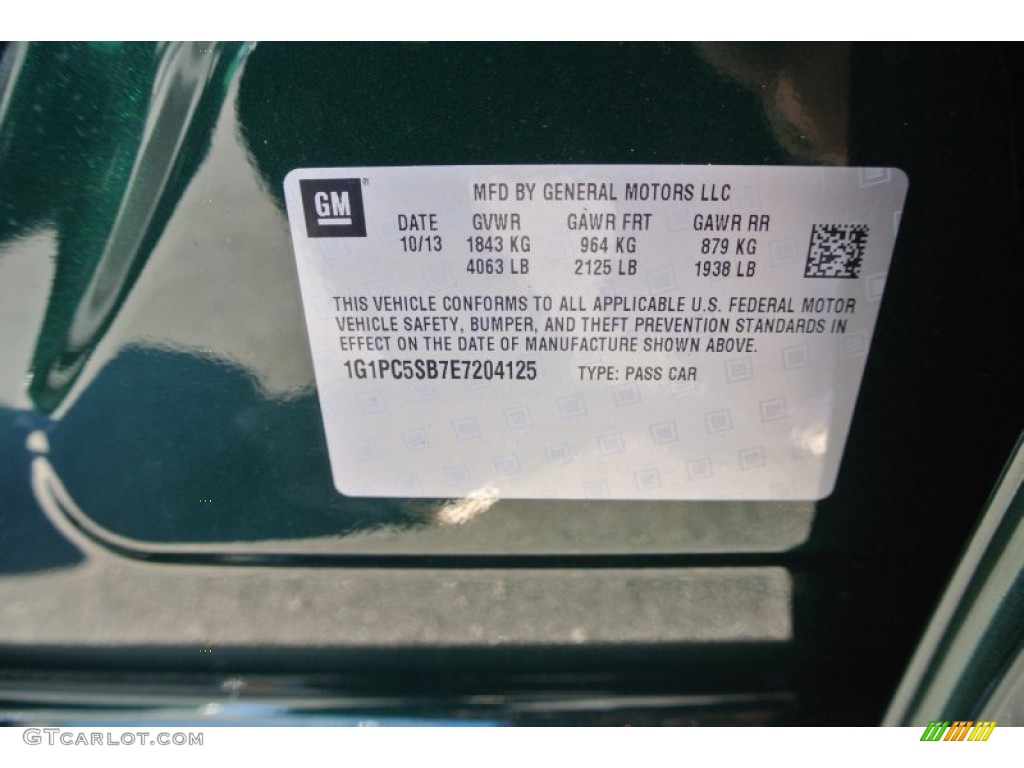 GM®
MFD BY GENERAL MOTORS LLC
DATE GVWR GAWR FRT GAWR RR
10/13 1843 KG 964 KG 879 KG
4063 LB 2125 LB 1938 LB
THIS VEHICLE CONFORMS TO ALL APPLICABLE U.S. FEDERAL MOTOR
VEHICLE SAFETY, BUMPER, AND THEFT PREVENTION STANDARDS IN
EFFECT ON THE DATE OF MANUFACTURE SHOWN ABOVE.
1G1PC5SB7E7204125 TYPE: PASS CAR
GTCarLot.com